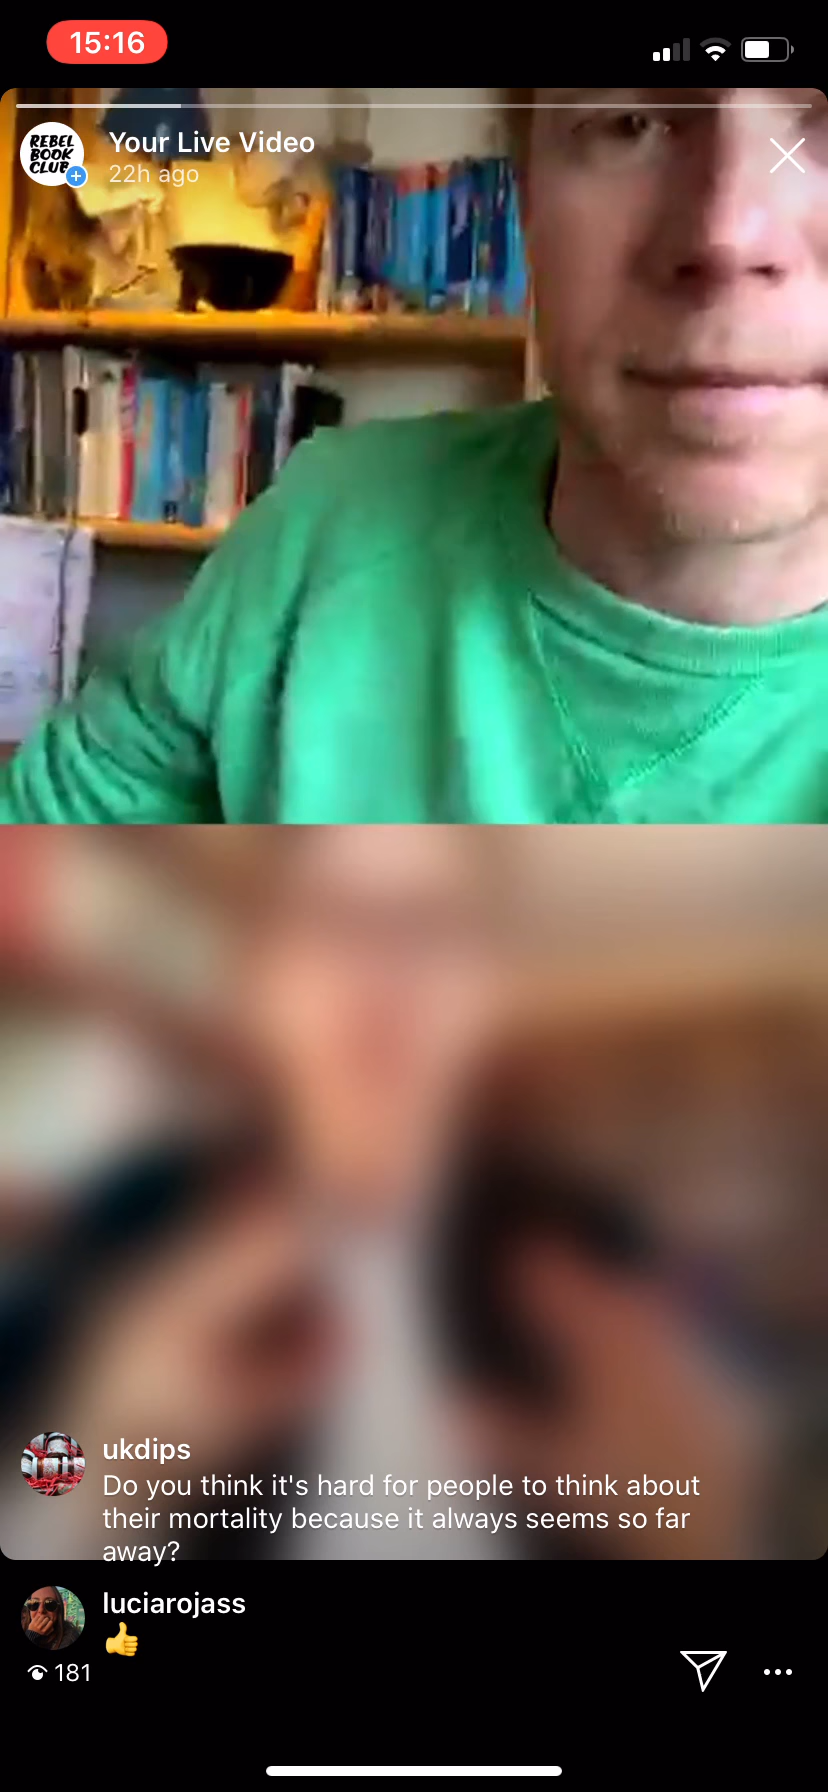 15:16
REBEL
BOOK
CLUB
Your Live Video
22h ago
ukdips
Do you think it's hard for people to think about
their mortality because it always seems so far
away?
luciarojass
👍
181